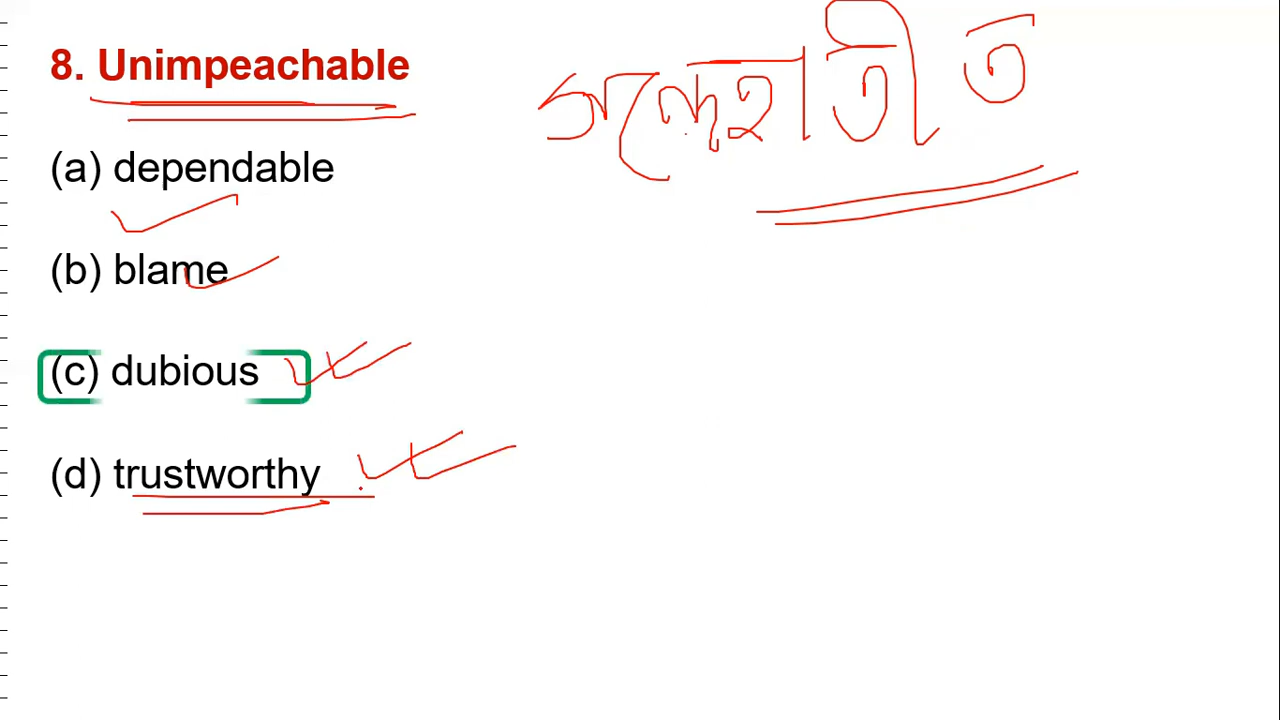 8. Unimpeachable
সন্দেহাতীত
(a) dependable
(b) blame
(c) dubious
(d) trustworthy